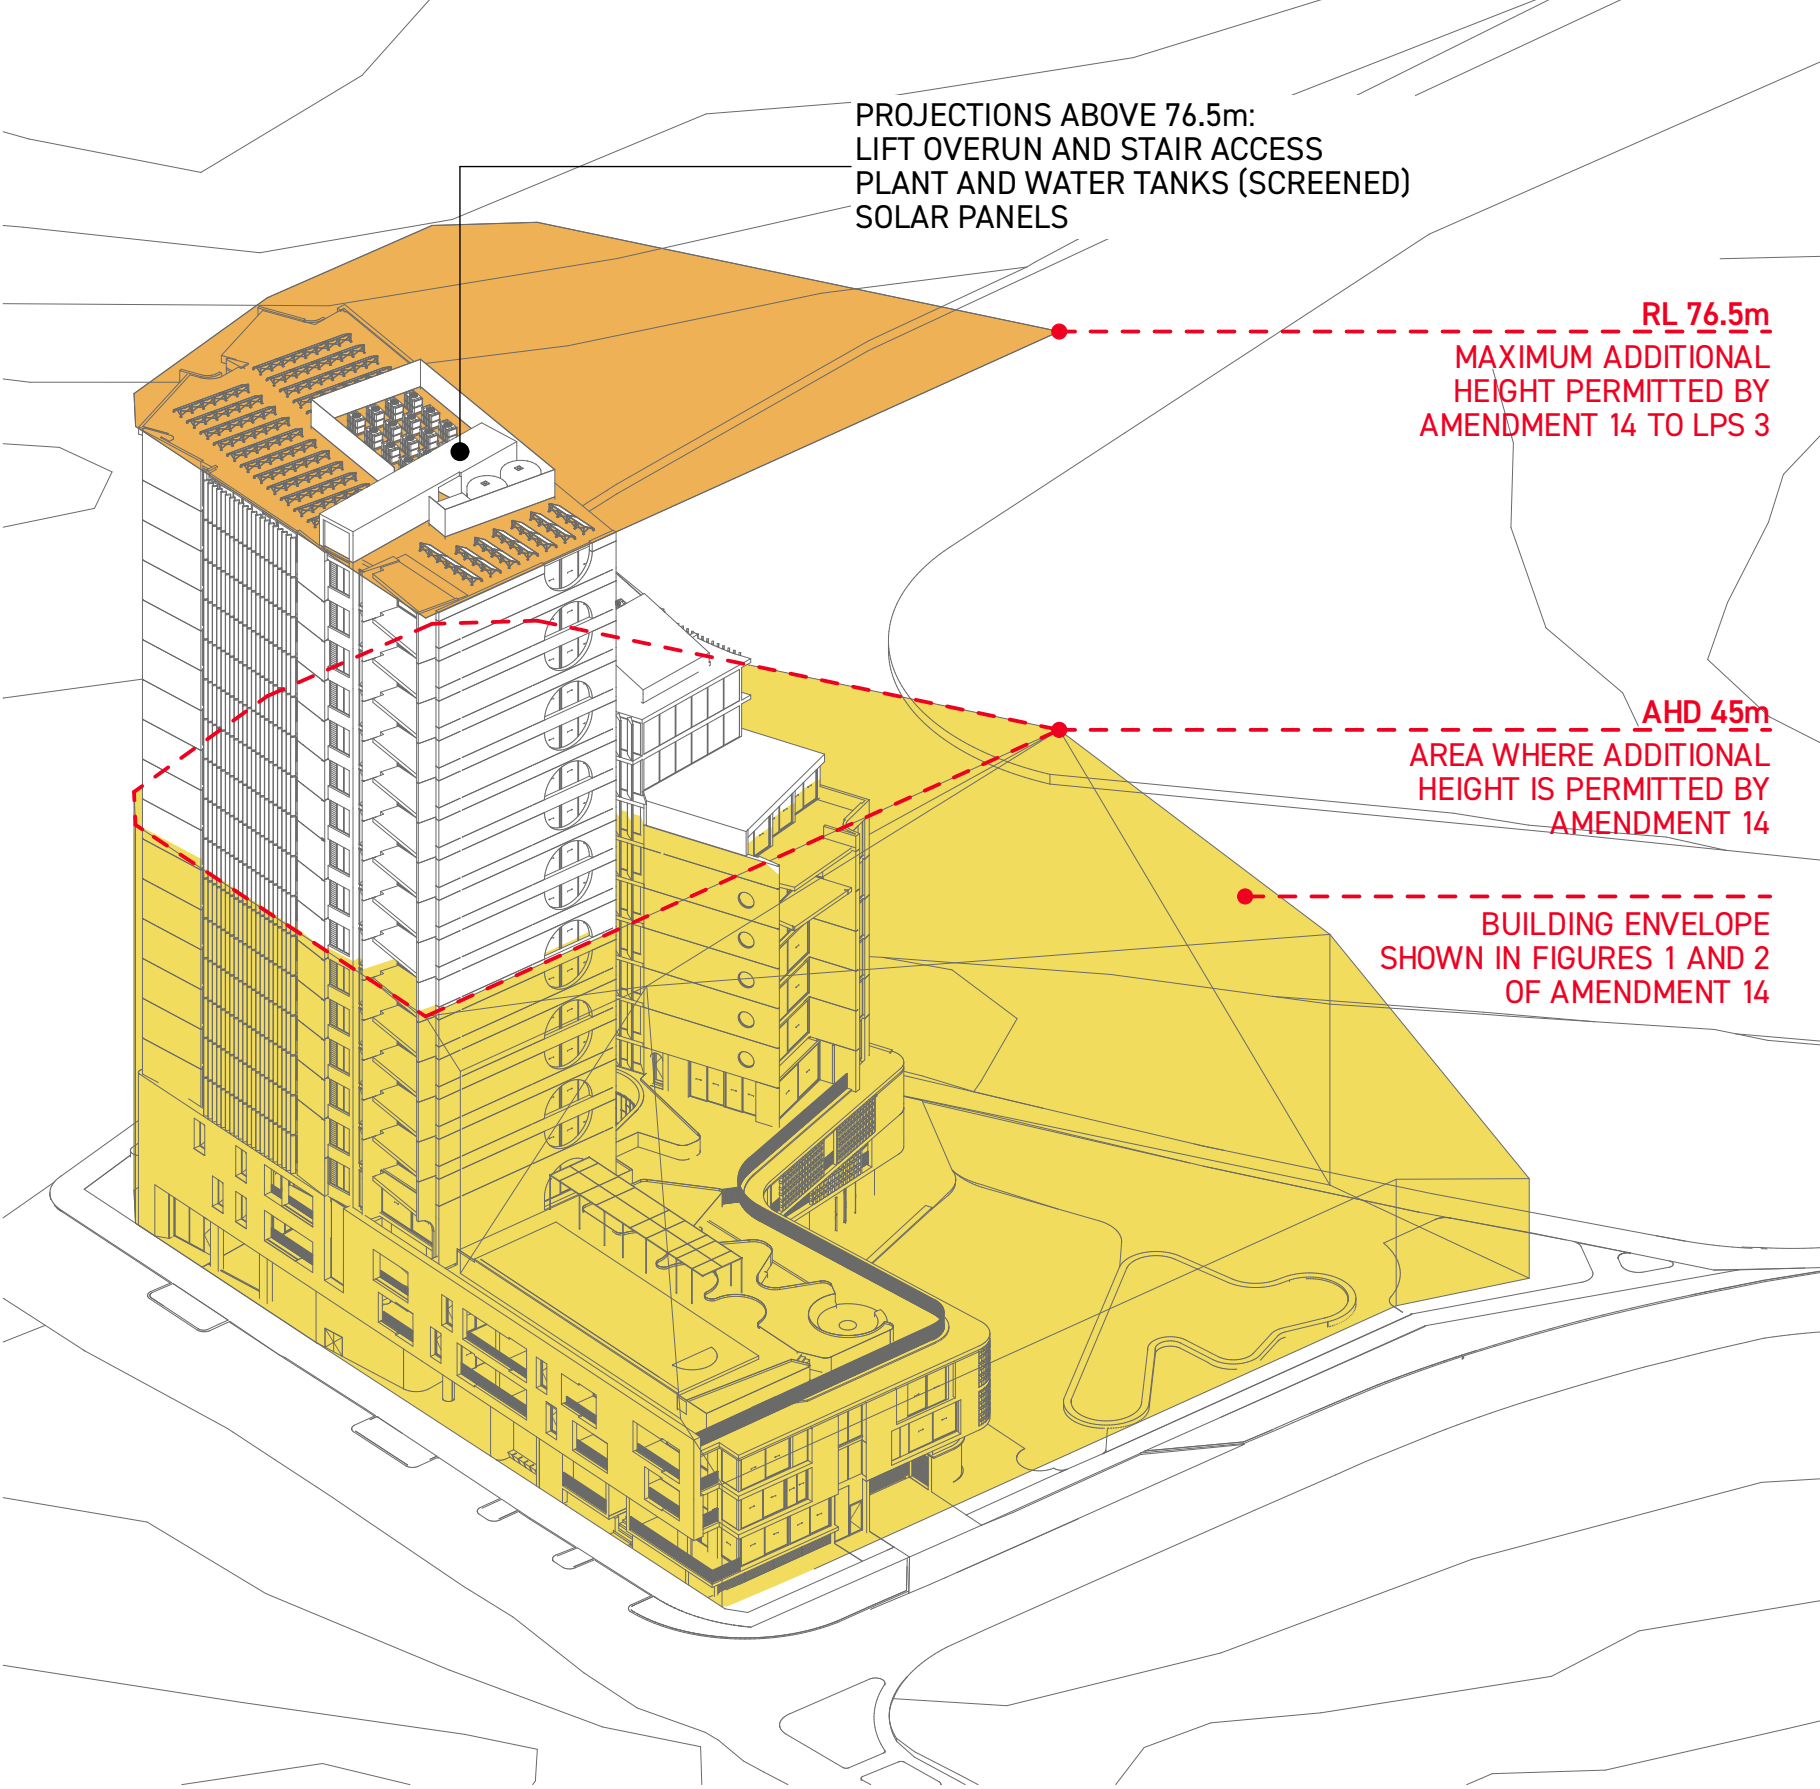 PROJECTIONS ABOVE 76.5m:
LIFT OVERUN AND STAIR ACCESS
PLANT AND WATER TANKS (SCREENED)
SOLAR PANELS
RL 76.5m
MAXIMUM ADDITIONAL
HEIGHT PERMITTED BY
AMENDMENT 14 TO LPS 3
AHD 45m
AREA WHERE ADDITIONAL
HEIGHT IS PERMITTED BY
AMENDMENT 14
BUILDING ENVELOPE
SHOWN IN FIGURES 1 AND 2
OF AMENDMENT 14